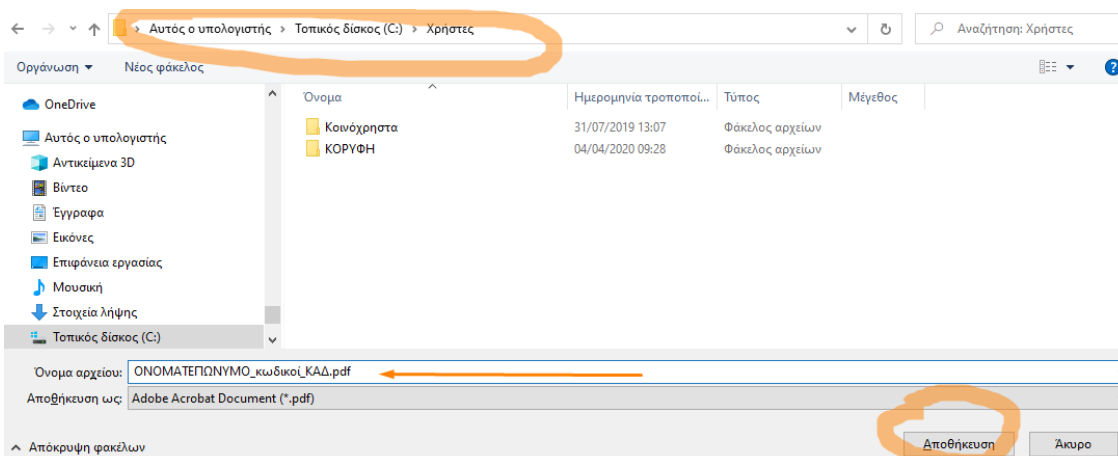 Αυτός ο υπολογιστής › Τοπικός δίσκος (C:) › Χρήστες
Αναζήτηση: Χρήστες
Οργάνωση Νέος φάκελος
OneDrive
Αυτός ο υπολογιστής
Αντικείμενα 3D
Βίντεο
Έγγραφα
Εικόνες
Επιφάνεια εργασίας
Μουσική
Στοιχεία λήψης
Τοπικός δίσκος (C:)
Όνομα Ημερομηνία τροποποί... Τύπος Μέγεθος
Κοινόχρηστα 31/07/2019 13:07 Φάκελος αρχείων
ΚΟΡΥΦΗ 04/04/2020 09:28 Φάκελος αρχείων
Όνομα αρχείου: ΟΝΟΜΑΤΕΠΩΝΥΜΟ_κωδικοί_ΚΑΔ.pdf
Αποθήκευση ως: Adobe Acrobat Document (*.pdf)
Απόκρυψη φακέλων Αποθήκευση Άκυρο